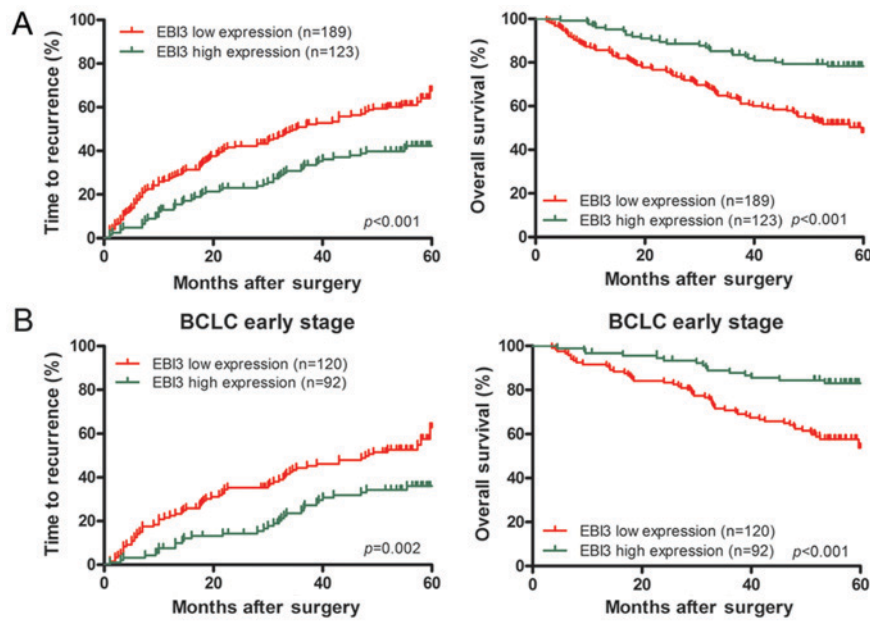 A
Time to recurrence (%)
100
80
60
40
20
0
EBI3 low expression (n=189)
EBI3 high expression (n=123)
p<0.001
0 20 40 60
Months after surgery
Overall survival (%)
100
80
60
40
20
0
EBI3 low expression (n=189)
EBI3 high expression (n=123)
p<0.001
0 20 40 60
Months after surgery
B
BCLC early stage
Time to recurrence (%)
100
80
60
40
20
0
EBI3 low expression (n=120)
EBI3 high expression (n=92)
p=0.002
0 20 40 60
Months after surgery
BCLC early stage
Overall survival (%)
100
80
60
40
20
0
EBI3 low expression (n=120)
EBI3 high expression (n=92)
p<0.001
0 20 40 60
Months after surgery